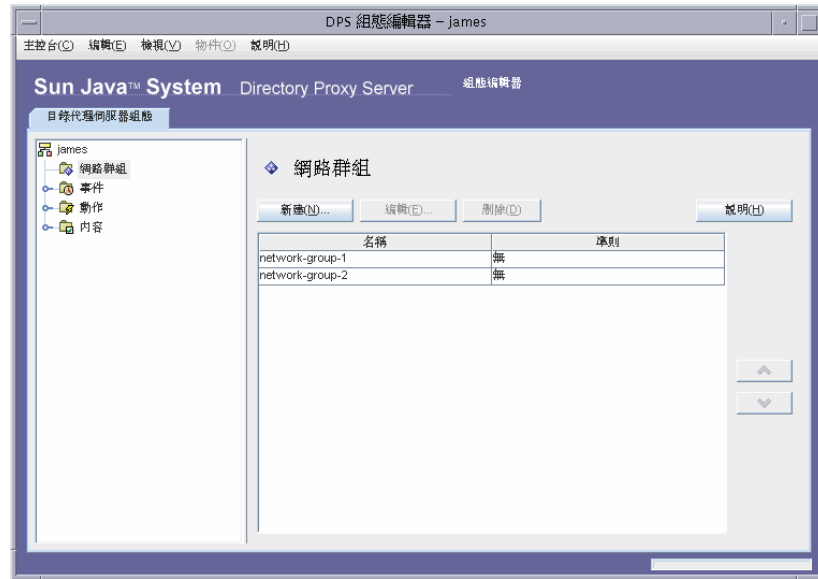 DPS 組態編輯器 – james
主控台(C) 編輯(E) 檢視(V) 物件(O) 說明(H)
Sun Java™ System Directory Proxy Server 組態編輯器
目錄代理伺服器組態
james
網路群組
事件
動作
內容
網路群組
新建(N)... 編輯(E)... 刪除(D) 說明(H)
名稱 準則
network-group-1 無
network-group-2 無